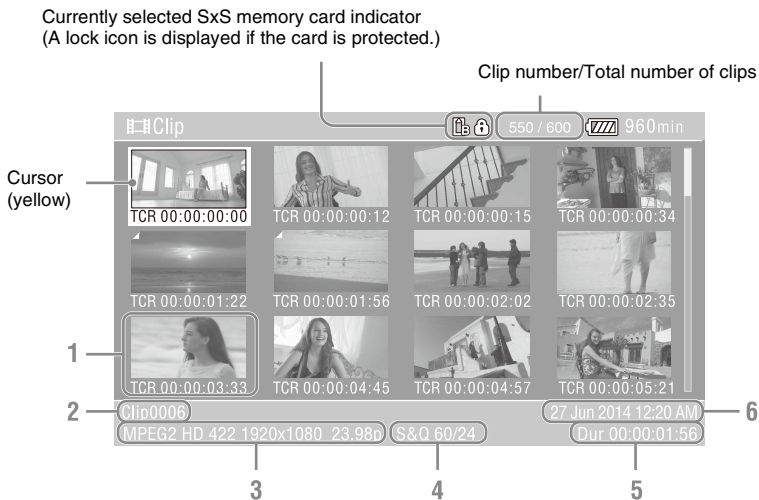 Currently selected SxS memory card indicator
(A lock icon is displayed if the card is protected.)
Clip number/Total number of clips
Clip
B
550 / 600
960min
Cursor
(yellow)
TCR 00:00:00:00
TCR 00:00:00:12
TCR 00:00:00:15
TCR 00:00:00:34
TCR 00:00:01:22
TCR 00:00:01:56
TCR 00:00:02:02
TCR 00:00:02:35
1
TCR 00:00:03:33
TCR 00:00:04:45
TCR 00:00:04:57
TCR 00:00:05:21
2
Clip0006
27 Jun 2014 12:20 AM
6
MPEG2 HD 422 1920x1080 23.98p
S&Q 60/24
Dur 00:00:01:56
3
4
5